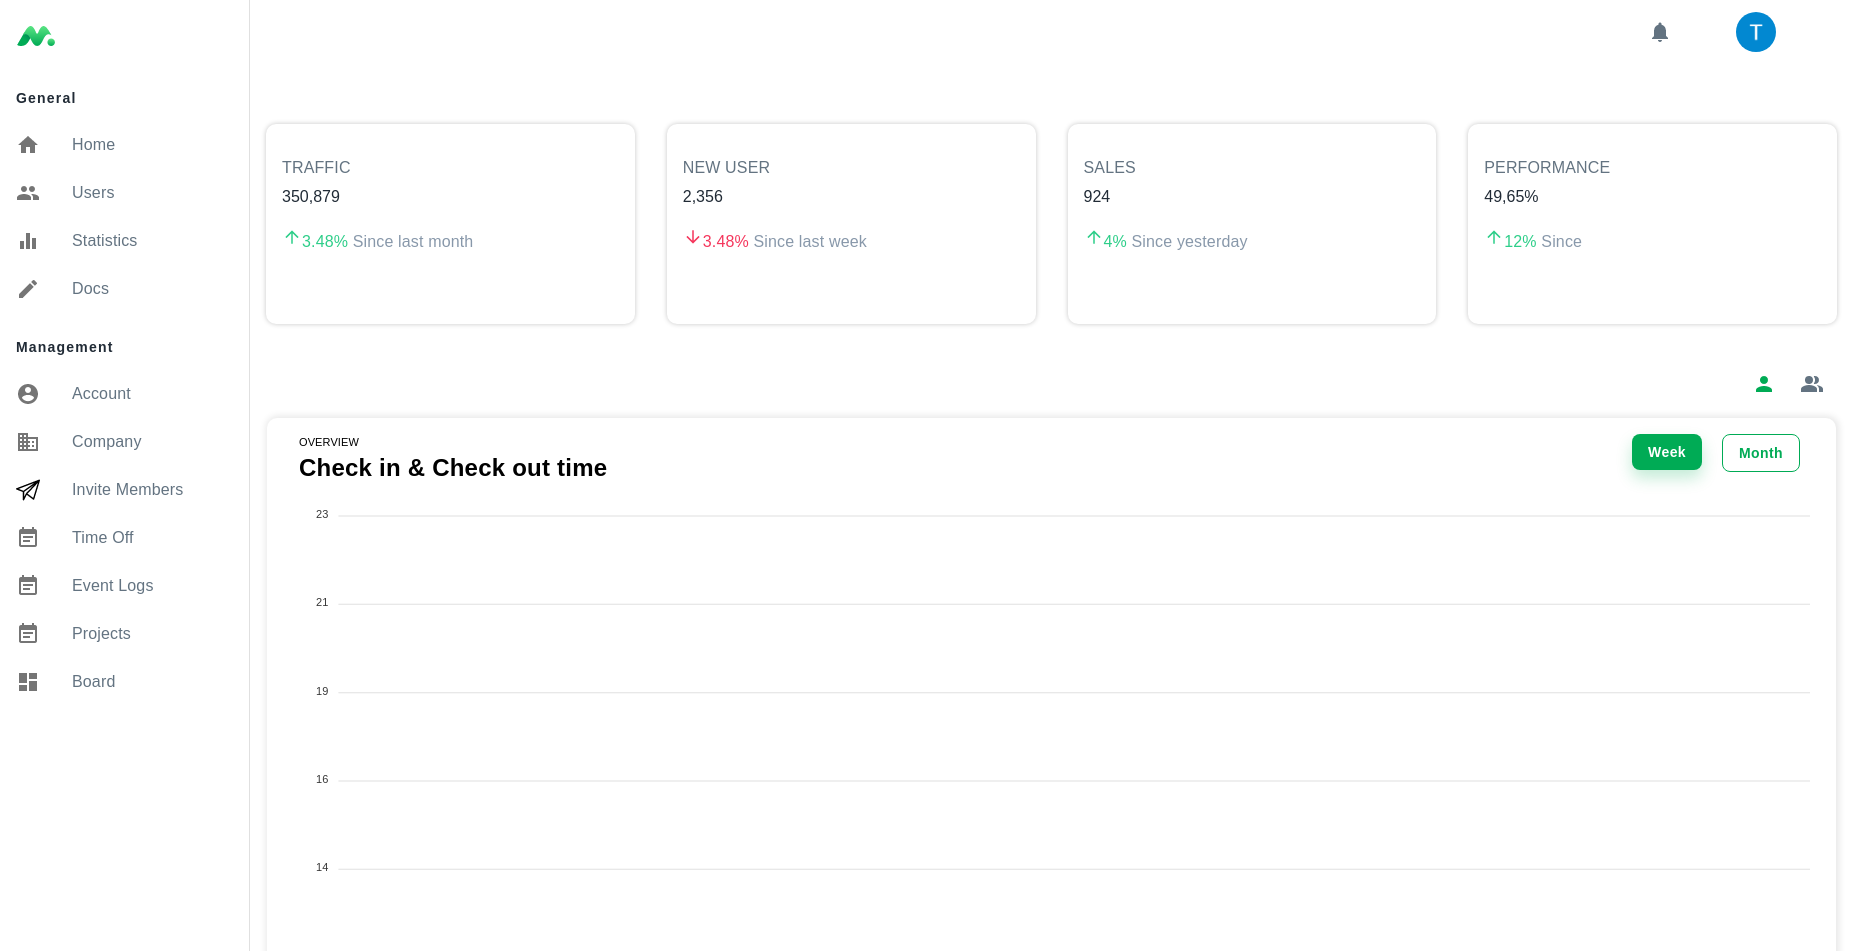 T
General
Home
Users
Statistics
Docs
Management
Account
Company
Invite Members
Time Off
Event Logs
Projects
Board
TRAFFIC
350,879
3.48% Since last month
NEW USER
2,356
3.48% Since last week
SALES
924
4% Since yesterday
PERFORMANCE
49,65%
12% Since
OVERVIEW
Check in & Check out time
Week
Month
23
21
19
16
14